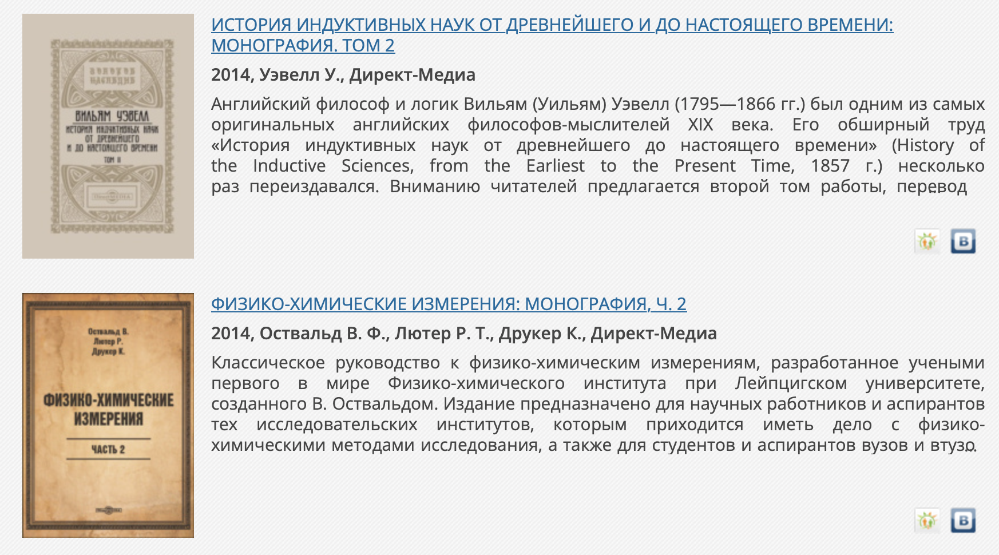 ПОЛОЧОВ
НАСЛЕДИЕ
ВИЛЬЯМ УЭВЕЛЛ
ИСТОРИЯ ИНДУКТИВНЫХ НАУК
ОТ ДРЕВНЕЙШЕГО
И ДО НАСТОЯЩЕГО ВРЕМЕНИ
ТОМ II
DirectMEDIA
ИСТОРИЯ ИНДУКТИВНЫХ НАУК ОТ ДРЕВНЕЙШЕГО И ДО НАСТОЯЩЕГО ВРЕМЕНИ:
МОНОГРАФИЯ. ТОМ 2
2014, Уэвелл У., Директ-Медиа
Английский философ и логик Вильям (Уильям) Уэвелл (1795—1866 гг.) был одним из самых
оригинальных английских философов-мыслителей XIX века. Его обширный труд
«История индуктивных наук от древнейшего до настоящего времени» (History of
the Inductive Sciences, from the Earliest to the Present Time, 1857 г.) несколько
раз переиздавался. Вниманию читателей предлагается второй том работы, перевод ...
В
Оствальд В.
Лютер Р.
Друкер К.
ФИЗИКО-ХИМИЧЕСКИЕ
ИЗМЕРЕНИЯ
ЧАСТЬ 2
ФИЗИКО-ХИМИЧЕСКИЕ ИЗМЕРЕНИЯ: МОНОГРАФИЯ, Ч. 2
2014, Оствальд В. Ф., Лютер Р. Т., Друкер К., Директ-Медиа
Классическое руководство к физико-химическим измерениям, разработанное учеными
первого в мире Физико-химического института при Лейпцигском университете,
созданного В. Оствальдом. Издание предназначено для научных работников и аспирантов
тех исследовательских институтов, которым приходится иметь дело с физико-
химическими методами исследования, а также для студентов и аспирантов вузов и втузо...
В